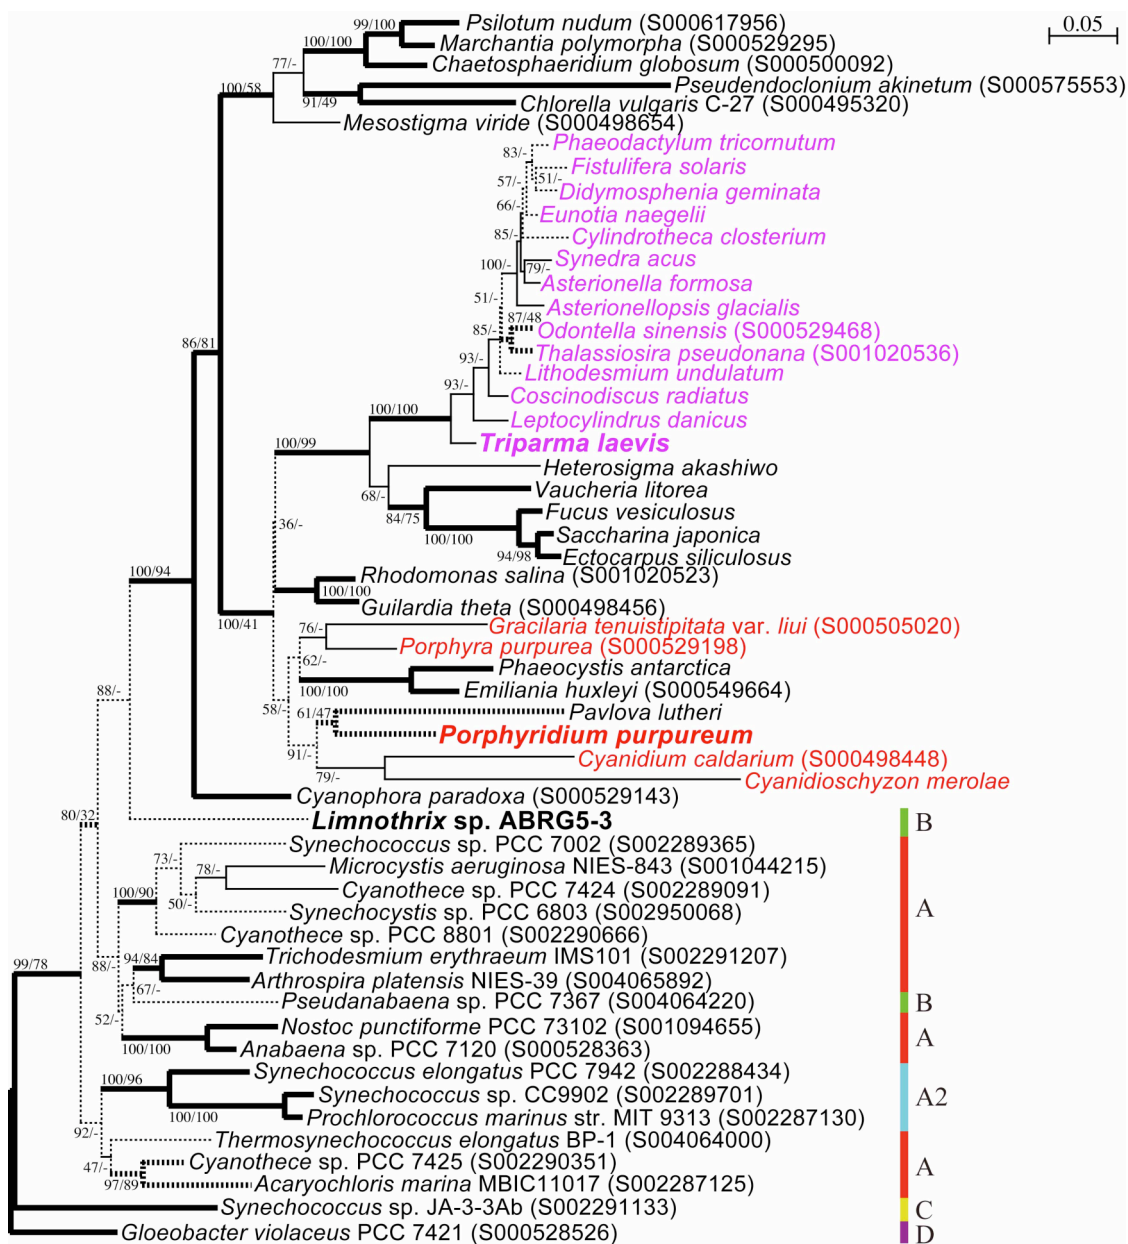 99/100
Psilotum nudum (S000617956)
0.05
100/100
Marchantia polymorpha (S000529295)
77/-
Chaetosphaeridium globosum (S000500092)
100/58
Pseudendoclonium akinetum (S000575553)
91/49
Chlorella vulgaris C-27 (S000495320)
Mesostigma viride (S000498654)
Phaeodactylum tricornutum
83/-
Fistulifera solaris
57/-
51/-
Didymosphenia geminata
66/-
Eunotia naegelii
85/-
Cylindrotheca closterium
Synedra acus
100/-
79/-
Asterionella formosa
51/-
Asterionellopsis glacialis
87/48
Odontella sinensis (S000529468)
85/-
86/81
Thalassiosira pseudonana (S001020536)
93/-
Lithodesmium undulatum
93/-
Coscinodiscus radiatus
100/100
Leptocylindrus danicus
100/99
Triparma laevis
Heterosigma akashiwo
68/-
Vaucheria litorea
84/75
Fucus vesiculosus
36/-
100/100
Saccharina japonica
94/98
Ectocarpus siliculosus
100/94
Rhodomonas salina (S001020523)
100/100
Guilardia theta (S000498456)
100/41
76/-
Gracilaria tenuistipitata var. liui (S000505020)
Porphyra purpurea (S000529198)
62/-
Phaeocystis antarctica
88/-
100/100
Emiliania huxleyi (S000549664)
58/-
61/47
Pavlova lutheri
Porphyridium purpureum
91/-
Cyanidium caldarium (S000498448)
79/-
Cyanidioschyzon merolae
Cyanophora paradoxa (S000529143)
80/32
Limnothrix sp. ABRG5-3
B
Synechococcus sp. PCC 7002 (S002289365)
73/-
78/-
Microcystis aeruginosa NIES-843 (S001044215)
100/90
Cyanothece sp. PCC 7424 (S002289091)
50/-
Synechocystis sp. PCC 6803 (S002950068)
A
Cyanothece sp. PCC 8801 (S002290666)
99/78
88/-
94/84
Trichodesmium erythraeum IMS101 (S002291207)
Arthrospira platensis NIES-39 (S004065892)
67/-
Pseudanabaena sp. PCC 7367 (S004064220)
B
52/-
Nostoc punctiforme PCC 73102 (S001094655)
A
100/100
Anabaena sp. PCC 7120 (S000528363)
100/96
Synechococcus elongatus PCC 7942 (S002288434)
Synechococcus sp. CC9902 (S002289701)
A2
100/100
Prochlorococcus marinus str. MIT 9313 (S002287130)
92/-
Thermosynechococcus elongatus BP-1 (S004064000)
47/-
Cyanothece sp. PCC 7425 (S002290351)
A
97/89
Acaryochloris marina MBIC11017 (S002287125)
Synechococcus sp. JA-3-3Ab (S002291133)
C
Gloeobacter violaceus PCC 7421 (S000528526)
D